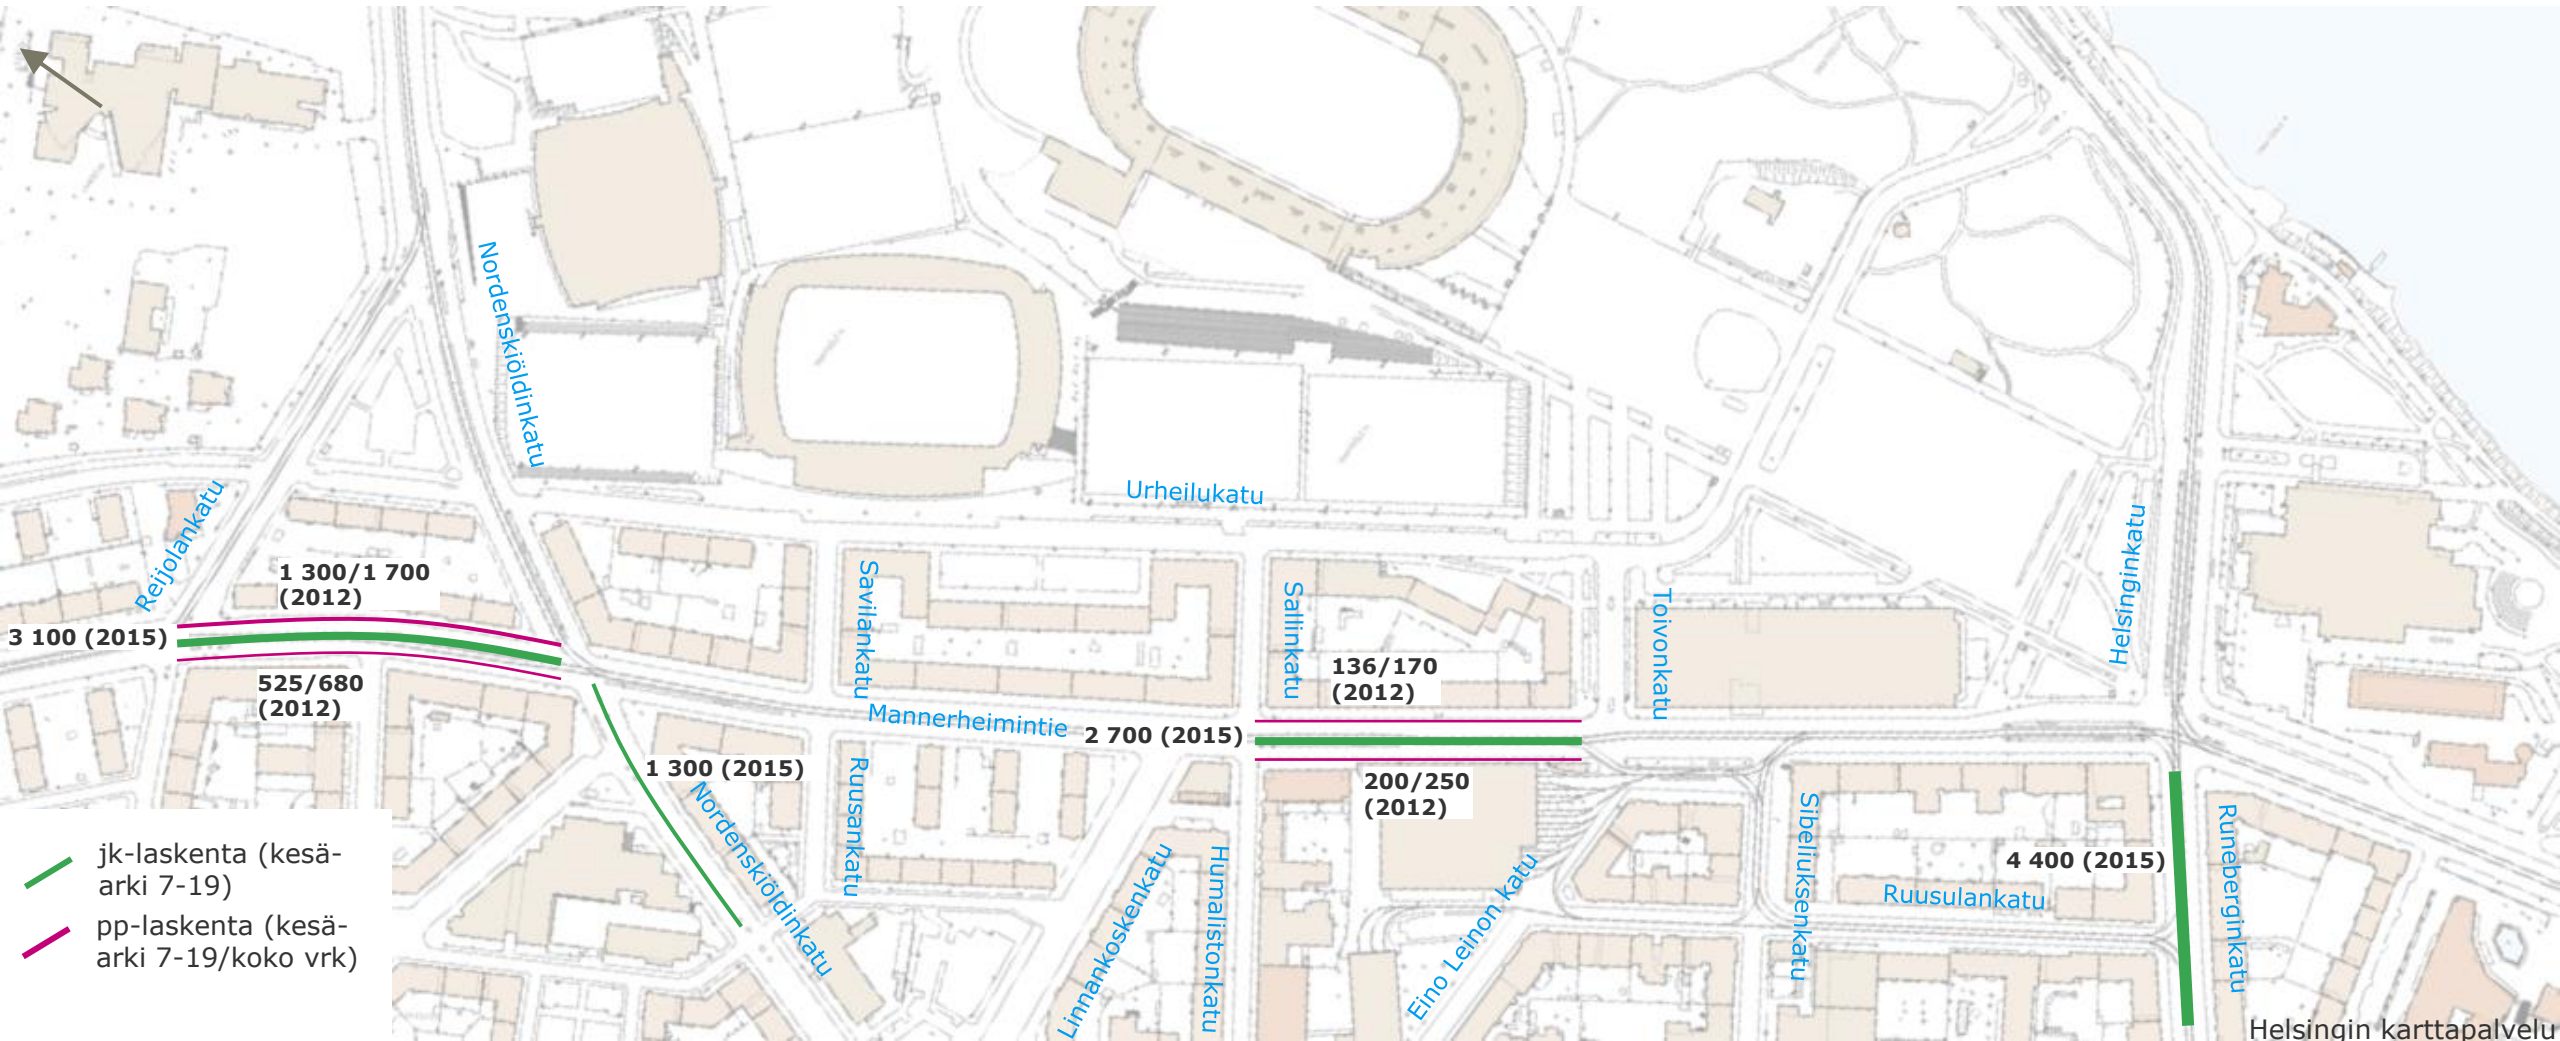 Nordenskiöldinkatu
Urheilukatu
Reijolankatu
Helsinginkatu
1 300/1 700
(2012)
Savilankatu
Sallinkatu
Toivonkatu
3 100 (2015)
136/170
(2012)
525/680
(2012)
Mannerheimintie
2 700 (2015)
1 300 (2015)
200/250
(2012)
Nordenskiöldinkatu
Ruusankatu
Linnankoskenkatu
Humalistonkatu
Eino Leinon katu
Sibeliuksenkatu
Ruusulankatu
4 400 (2015)
Runeberginkatu
jk-laskenta (kesä-
arki 7-19)
pp-laskenta (kesä-
arki 7-19/koko vrk)
Helsingin karttapalvelu